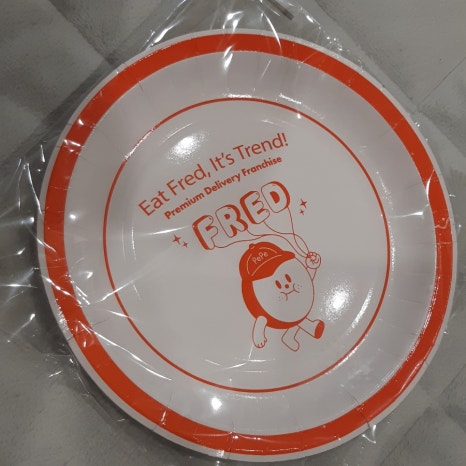 Eat Fred, It's Trend!
Premium Delivery Franchise
FRED
PePe